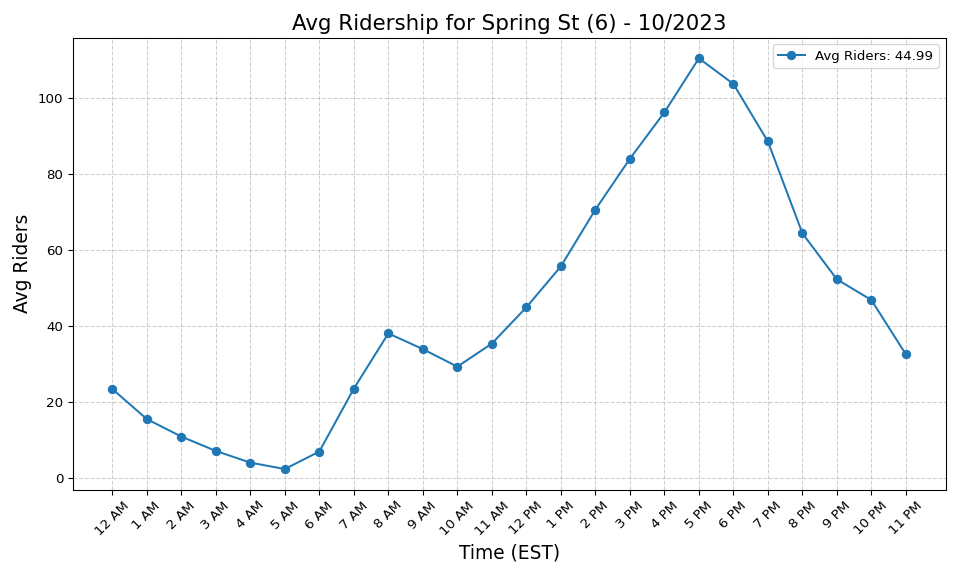 Avg Ridership for Spring St (6) - 10/2023
Avg Riders: 44.99
Avg Riders
100
80
60
40
20
0
12 AM
1 AM
2 AM
3 AM
4 AM
5 AM
6 AM
7 AM
8 AM
9 AM
10 AM
11 AM
12 PM
1 PM
2 PM
3 PM
4 PM
5 PM
6 PM
7 PM
8 PM
9 PM
10 PM
11 PM
Time (EST)